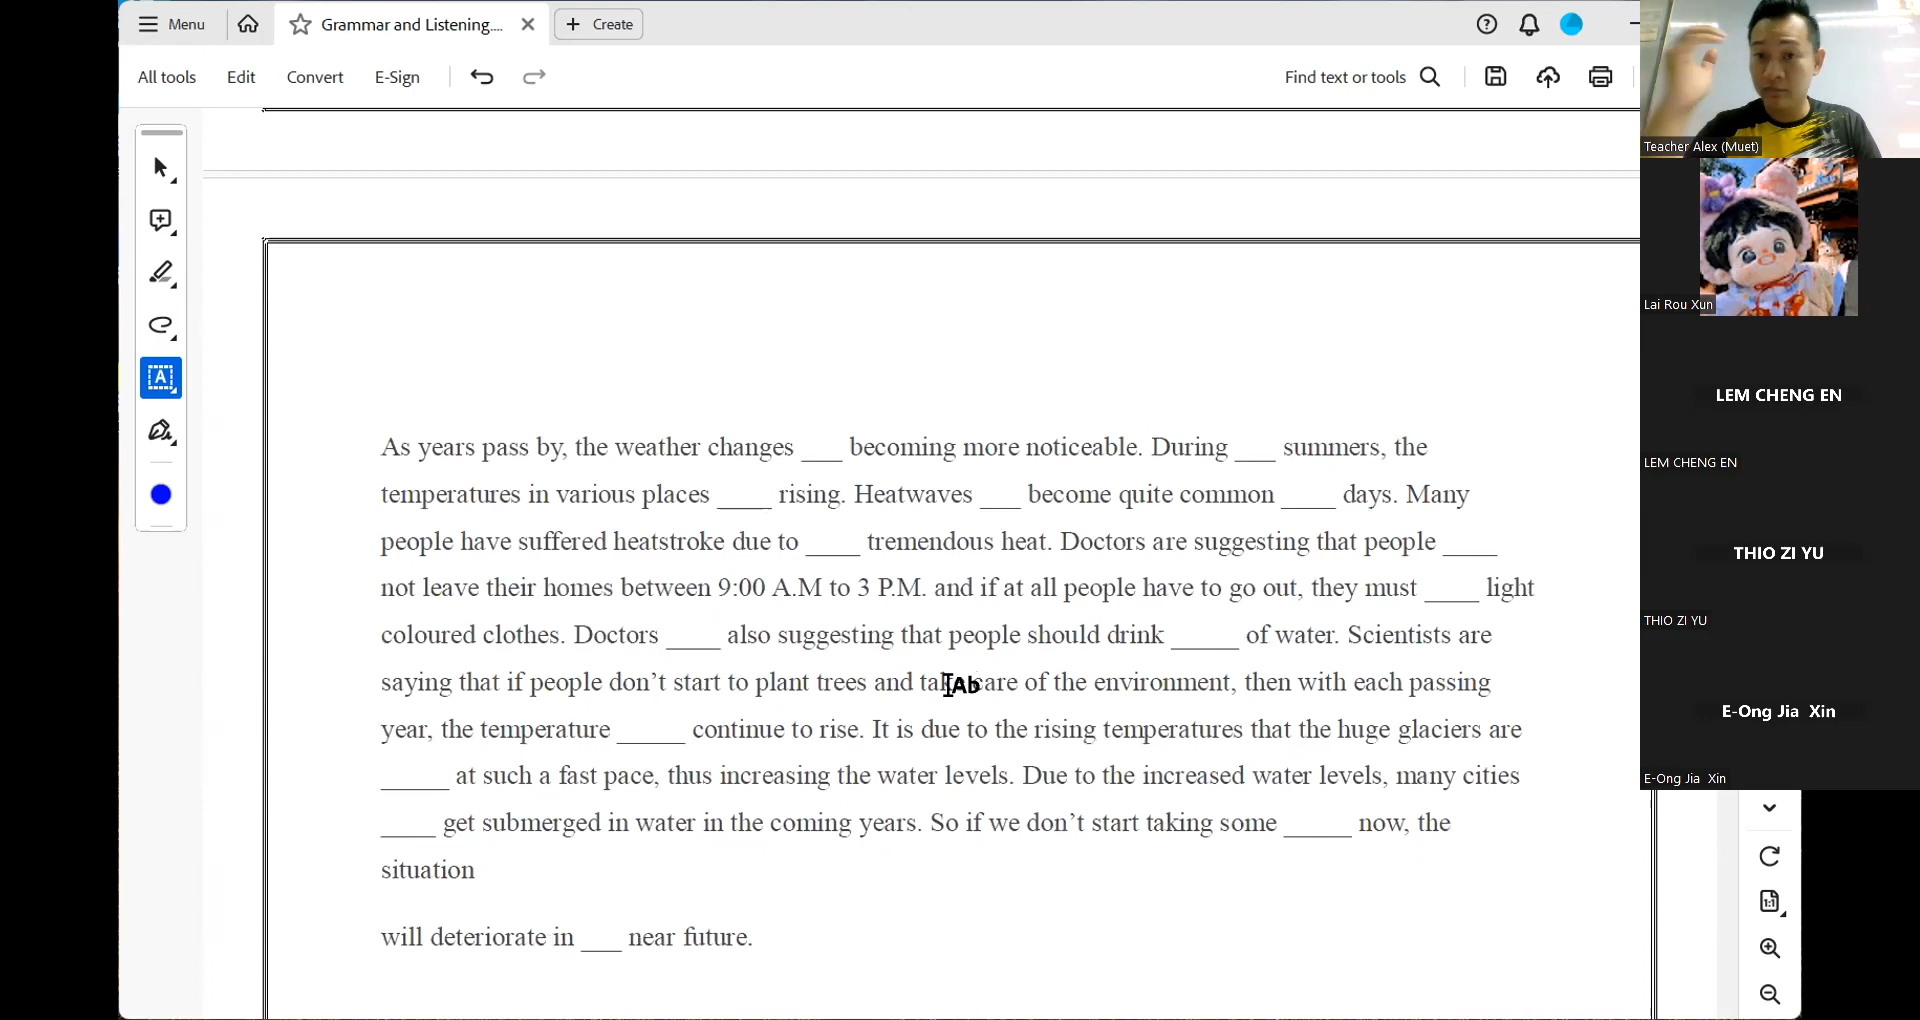 Menu
Grammar and Listening....
Create
All tools
Edit
Convert
E-Sign
Find text or tools
As years pass by, the weather changes ___ becoming more noticeable. During ___ summers, the
temperatures in various places ____ rising. Heatwaves ___ become quite common ____ days. Many
people have suffered heatstroke due to ____ tremendous heat. Doctors are suggesting that people ____
not leave their homes between 9:00 A.M to 3 P.M. and if at all people have to go out, they must ____ light
coloured clothes. Doctors ____ also suggesting that people should drink _____ of water. Scientists are
saying that if people don’t start to plant trees and take care of the environment, then with each passing
Ab
year, the temperature _____ continue to rise. It is due to the rising temperatures that the huge glaciers are
_____ at such a fast pace, thus increasing the water levels. Due to the increased water levels, many cities
____ get submerged in water in the coming years. So if we don’t start taking some _____ now, the
situation
will deteriorate in ___ near future.
Teacher Alex (Muet)
Lai Rou Xun
LEM CHENG EN
LEM CHENG EN
THIO ZI YU
THIO ZI YU
E-Ong Jia Xin
E-Ong Jia Xin
A
1:1